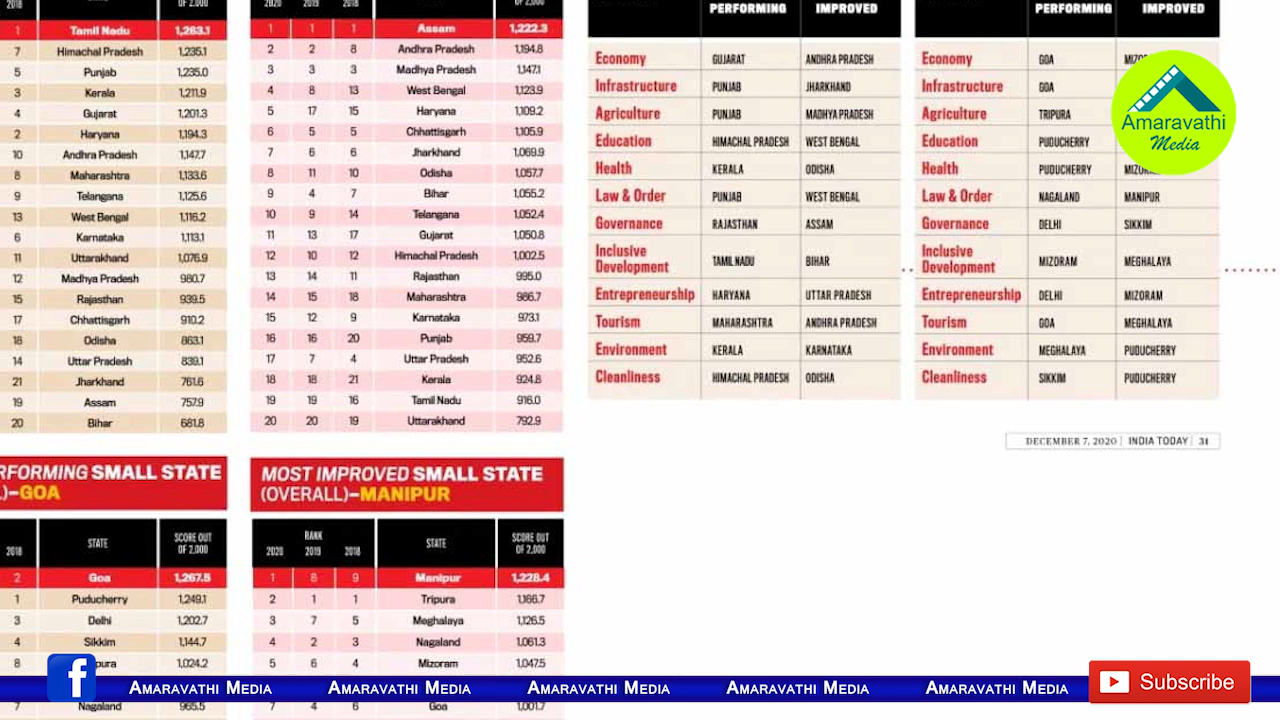 2018 OF 2,000
1 Tamil Nadu 1,263.1
7 Himachal Pradesh 1,235.1
5 Punjab 1,235.0
3 Kerala 1,211.9
4 Gujarat 1,201.3
2 Haryana 1,194.3
10 Andhra Pradesh 1,147.7
8 Maharashtra 1,133.6
9 Telangana 1,125.6
13 West Bengal 1,116.2
6 Karnataka 1,113.1
11 Uttarakhand 1,076.9
12 Madhya Pradesh 980.7
15 Rajasthan 939.5
17 Chhattisgarh 910.2
18 Odisha 863.1
14 Uttar Pradesh 839.1
21 Jharkhand 761.6
19 Assam 757.9
20 Bihar 681.8
2020 2019 2018 OF 2,000
1 1 1 Assam 1,222.3
2 2 8 Andhra Pradesh 1,194.8
3 3 3 Madhya Pradesh 1,147.1
4 8 13 West Bengal 1,123.9
5 17 15 Haryana 1,109.2
6 5 5 Chhattisgarh 1,105.9
7 6 6 Jharkhand 1,069.9
8 11 10 Odisha 1,057.7
9 4 7 Bihar 1,055.2
10 9 14 Telangana 1,052.4
11 13 17 Gujarat 1,050.8
12 10 12 Himachal Pradesh 1,002.5
13 14 11 Rajasthan 995.0
14 15 18 Maharashtra 986.7
15 12 9 Karnataka 973.1
16 16 20 Punjab 959.7
17 7 4 Uttar Pradesh 952.6
18 18 21 Kerala 924.8
19 19 16 Tamil Nadu 916.0
20 20 19 Uttarakhand 792.9
PERFORMING IMPROVED
Economy GUJARAT ANDHRA PRADESH
Infrastructure PUNJAB JHARKHAND
Agriculture PUNJAB MADHYA PRADESH
Education HIMACHAL PRADESH WEST BENGAL
Health KERALA ODISHA
Law & Order PUNJAB WEST BENGAL
Governance RAJASTHAN ASSAM
Inclusive
Development TAMIL NADU BIHAR
Entrepreneurship HARYANA UTTAR PRADESH
Tourism MAHARASHTRA ANDHRA PRADESH
Environment KERALA KARNATAKA
Cleanliness HIMACHAL PRADESH ODISHA
PERFORMING IMPROVED
Economy GOA
Infrastructure GOA
Agriculture TRIPURA
Education PUDUCHERRY
Health PUDUCHERRY
Law & Order NAGALAND MANIPUR
Governance DELHI SIKKIM
Inclusive
Development MIZORAM MEGHALAYA
Entrepreneurship DELHI MIZORAM
Tourism GOA MEGHALAYA
Environment MEGHALAYA PUDUCHERRY
Cleanliness SIKKIM PUDUCHERRY
Amaravathi
Media
DECEMBER 7, 2020 | INDIA TODAY | 31
RFORMING SMALL STATE
L)–GOA
2018 STATE SCORE OUT
OF 2,000
2 Goa 1,267.5
1 Puducherry 1,249.1
3 Delhi 1,202.7
4 Sikkim 1,144.7
8 pura 1,024.2
7 Nagaland 965.5
MOST IMPROVED SMALL STATE
(OVERALL)–MANIPUR
RANK
2020 2019 2018 STATE SCORE OUT
OF 2,000
1 8 9 Manipur 1,228.4
2 1 1 Tripura 1,166.7
3 7 5 Meghalaya 1,126.5
4 2 3 Nagaland 1,061.3
5 6 4 Mizoram 1,047.5
7 4 6 Goa 1,001.7
f
AMARAVATHI MEDIA AMARAVATHI MEDIA AMARAVATHI MEDIA AMARAVATHI MEDIA AMARAVATHI MEDIA
Subscribe